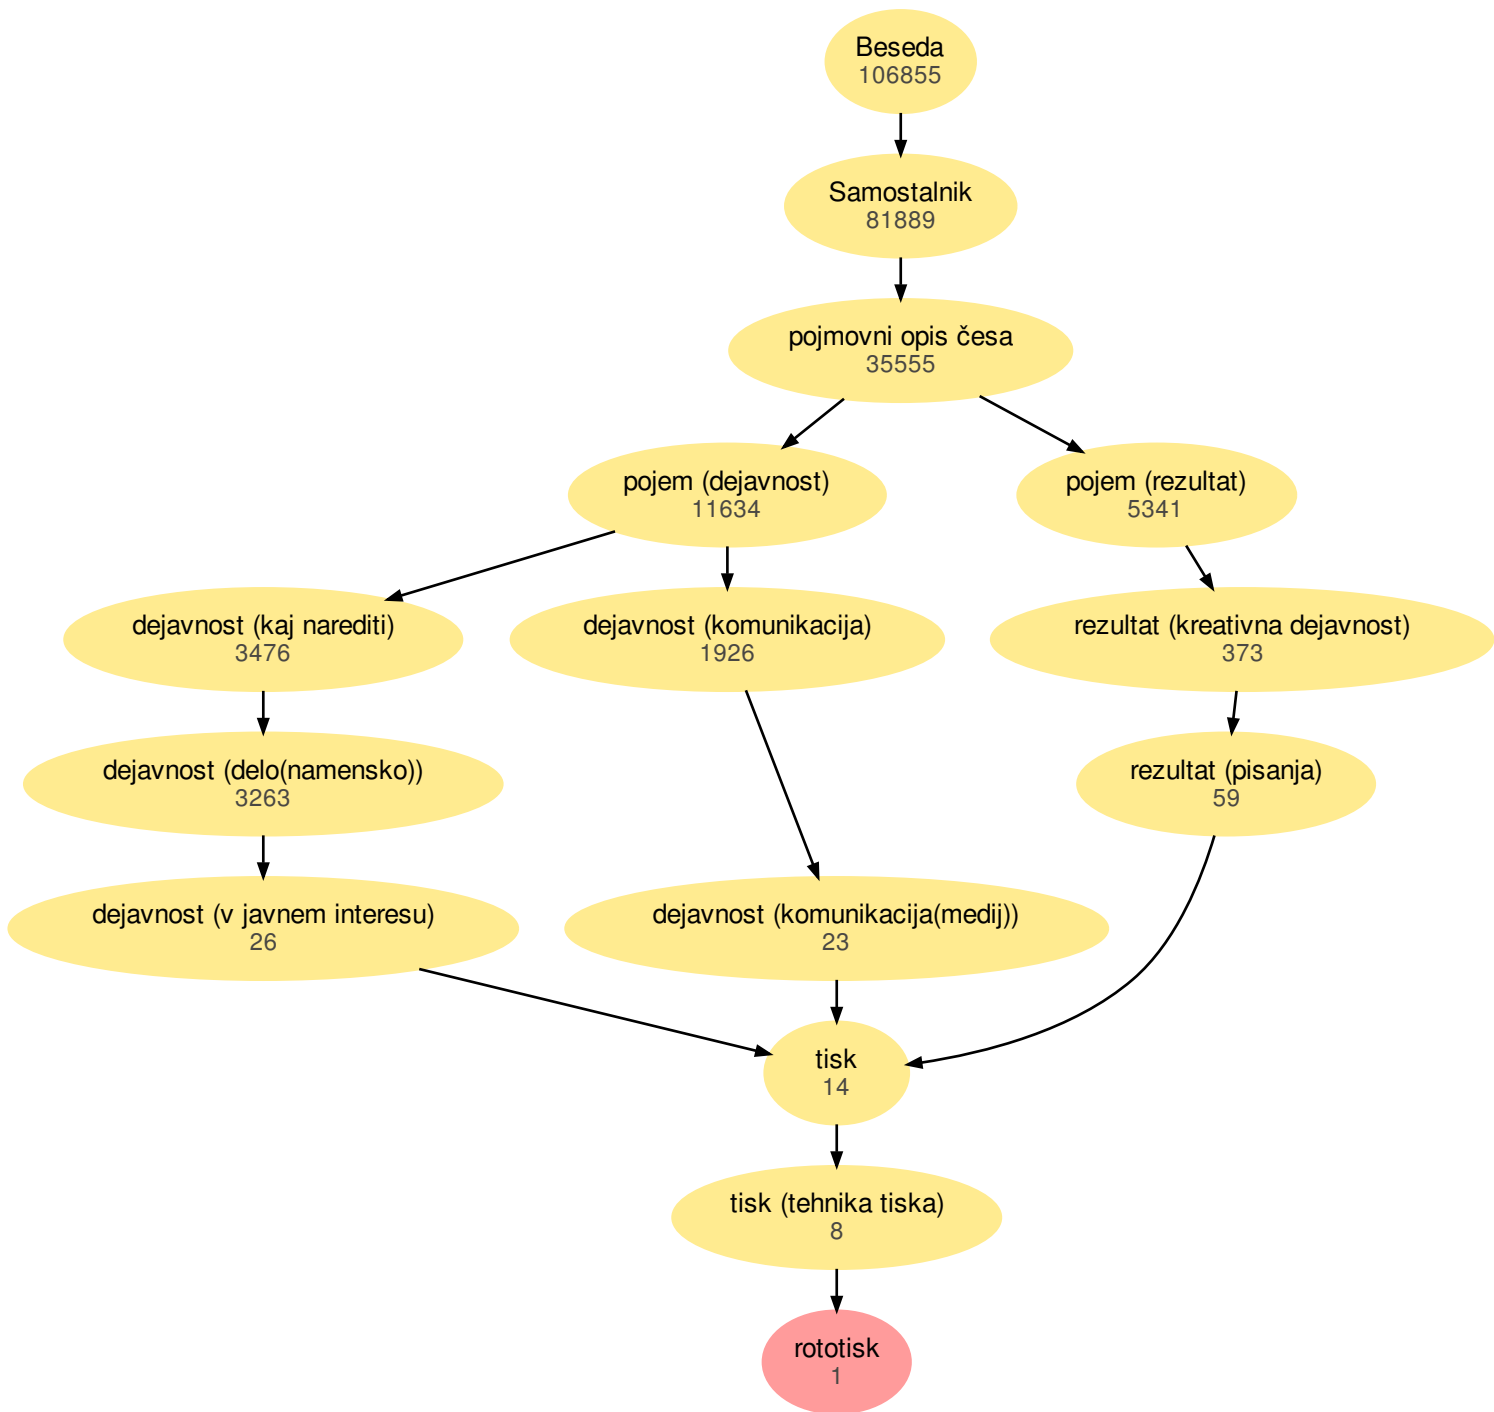 Beseda
106855
Samostalnik
81889
pojmovni opis česa
35555
pojem (dejavnost)
11634
pojem (rezultat)
5341
dejavnost (kaj narediti)
3476
dejavnost (komunikacija)
1926
rezultat (kreativna dejavnost)
373
dejavnost (delo(namensko))
3263
rezultat (pisanja)
59
dejavnost (v javnem interesu)
26
dejavnost (komunikacija(medij))
23
tisk
14
tisk (tehnika tiska)
8
rototisk
1